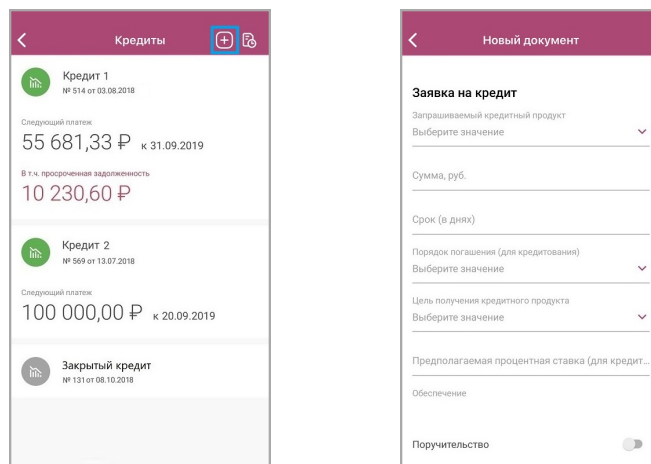 Кредиты
Кредит 1
№ 514 от 03.08.2018
Следующий платеж
55 681,33 ₽ к 31.09.2019
В т.ч. просроченная задолженность
10 230,60 ₽
Кредит 2
№ 569 от 13.07.2018
Следующий платеж
100 000,00 ₽ к 20.09.2019
Закрытый кредит
№ 131 от 08.10.2018
Новый документ
Заявка на кредит
Запрашиваемый кредитный продукт
Выберите значение
Сумма, руб.
Срок (в днях)
Порядок погашения (для кредитования)
Выберите значение
Цель получения кредитного продукта
Выберите значение
Предполагаемая процентная ставка (для кредит...
Обеспечение
Поручительство